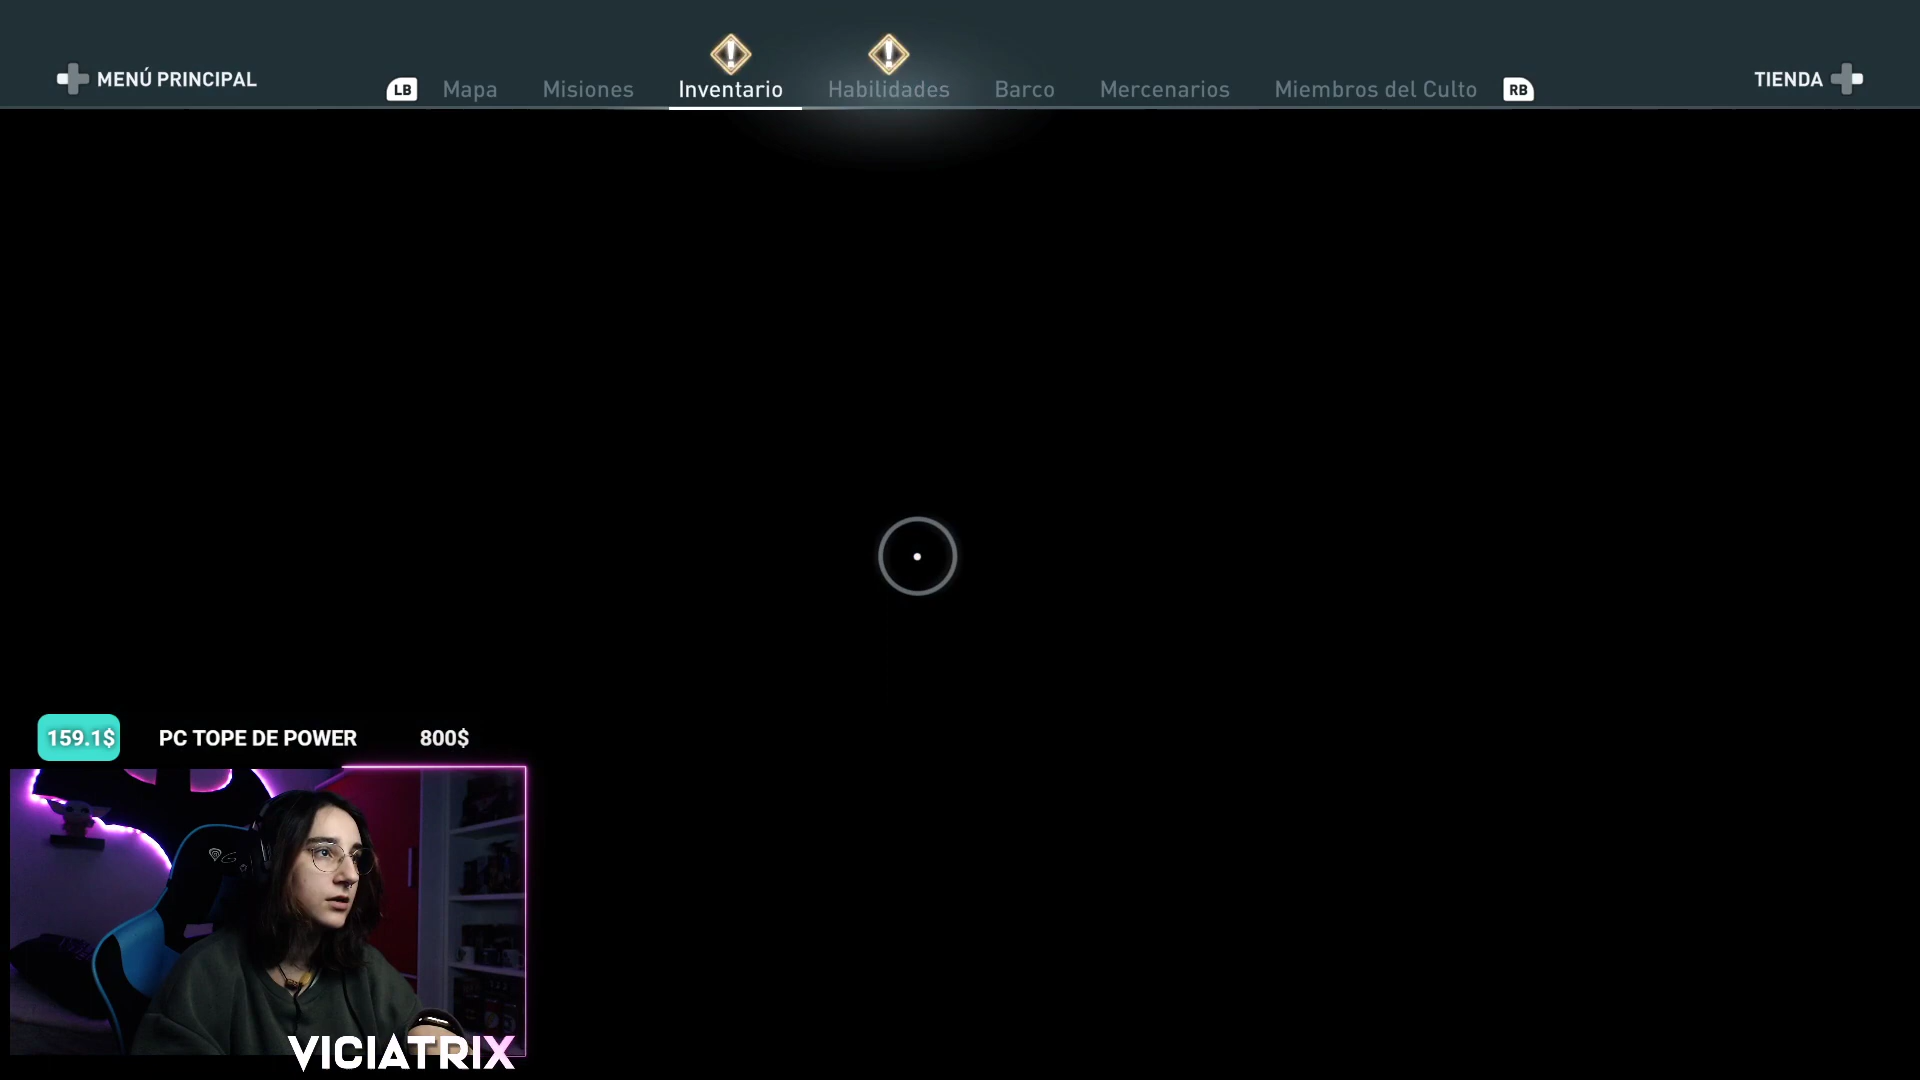 MENÚ PRINCIPAL
LB Mapa Misiones Inventario Habilidades Barco Mercenarios Miembros del Culto RB
TIENDA
159.1$ PC TOPE DE POWER 800$
VICIATRIX